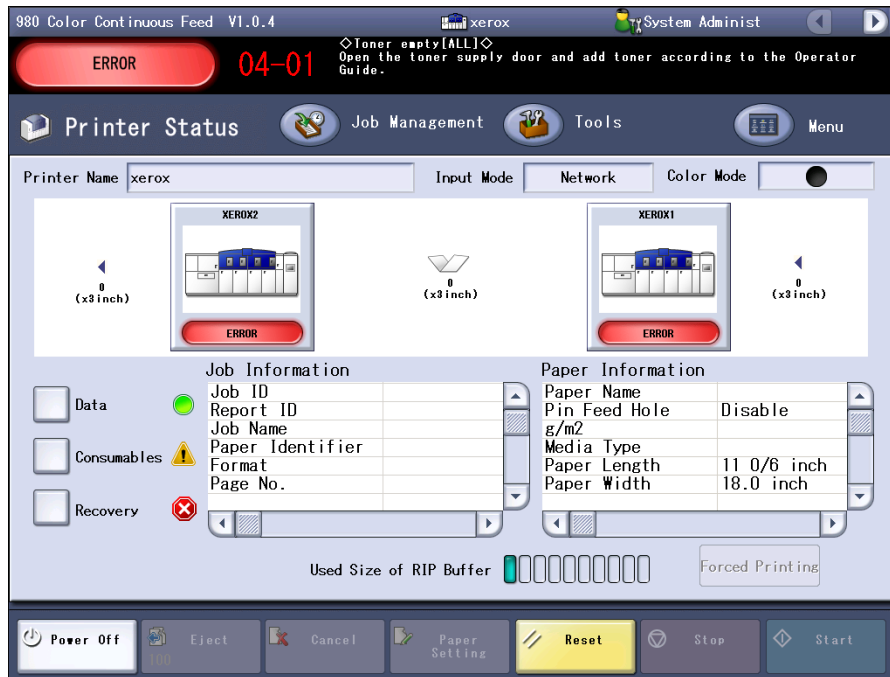 980 Color Continuous Feed V1.0.4 xerox System Administ
ERROR 04-01
◇Toner empty[ALL]◇
Open the toner supply door and add toner according to the Operator
Guide.
Printer Status Job Management Tools Menu
Printer Name xerox Input Mode Network Color Mode
XEROX2 XEROX1
0 0 0
(x3inch) (x3inch) (x3inch)
ERROR ERROR
Job Information Paper Information
Job ID Paper Name
Data Report ID Pin Feed Hole Disable
Job Name g/m2
Consumables Paper Identifier Media Type
Format Paper Length 11 0/6 inch
Page No. Paper Width 18.0 inch
Recovery
Used Size of RIP Buffer Forced Printing
Power Off Eject Cancel Paper Reset Stop Start
100 Setting